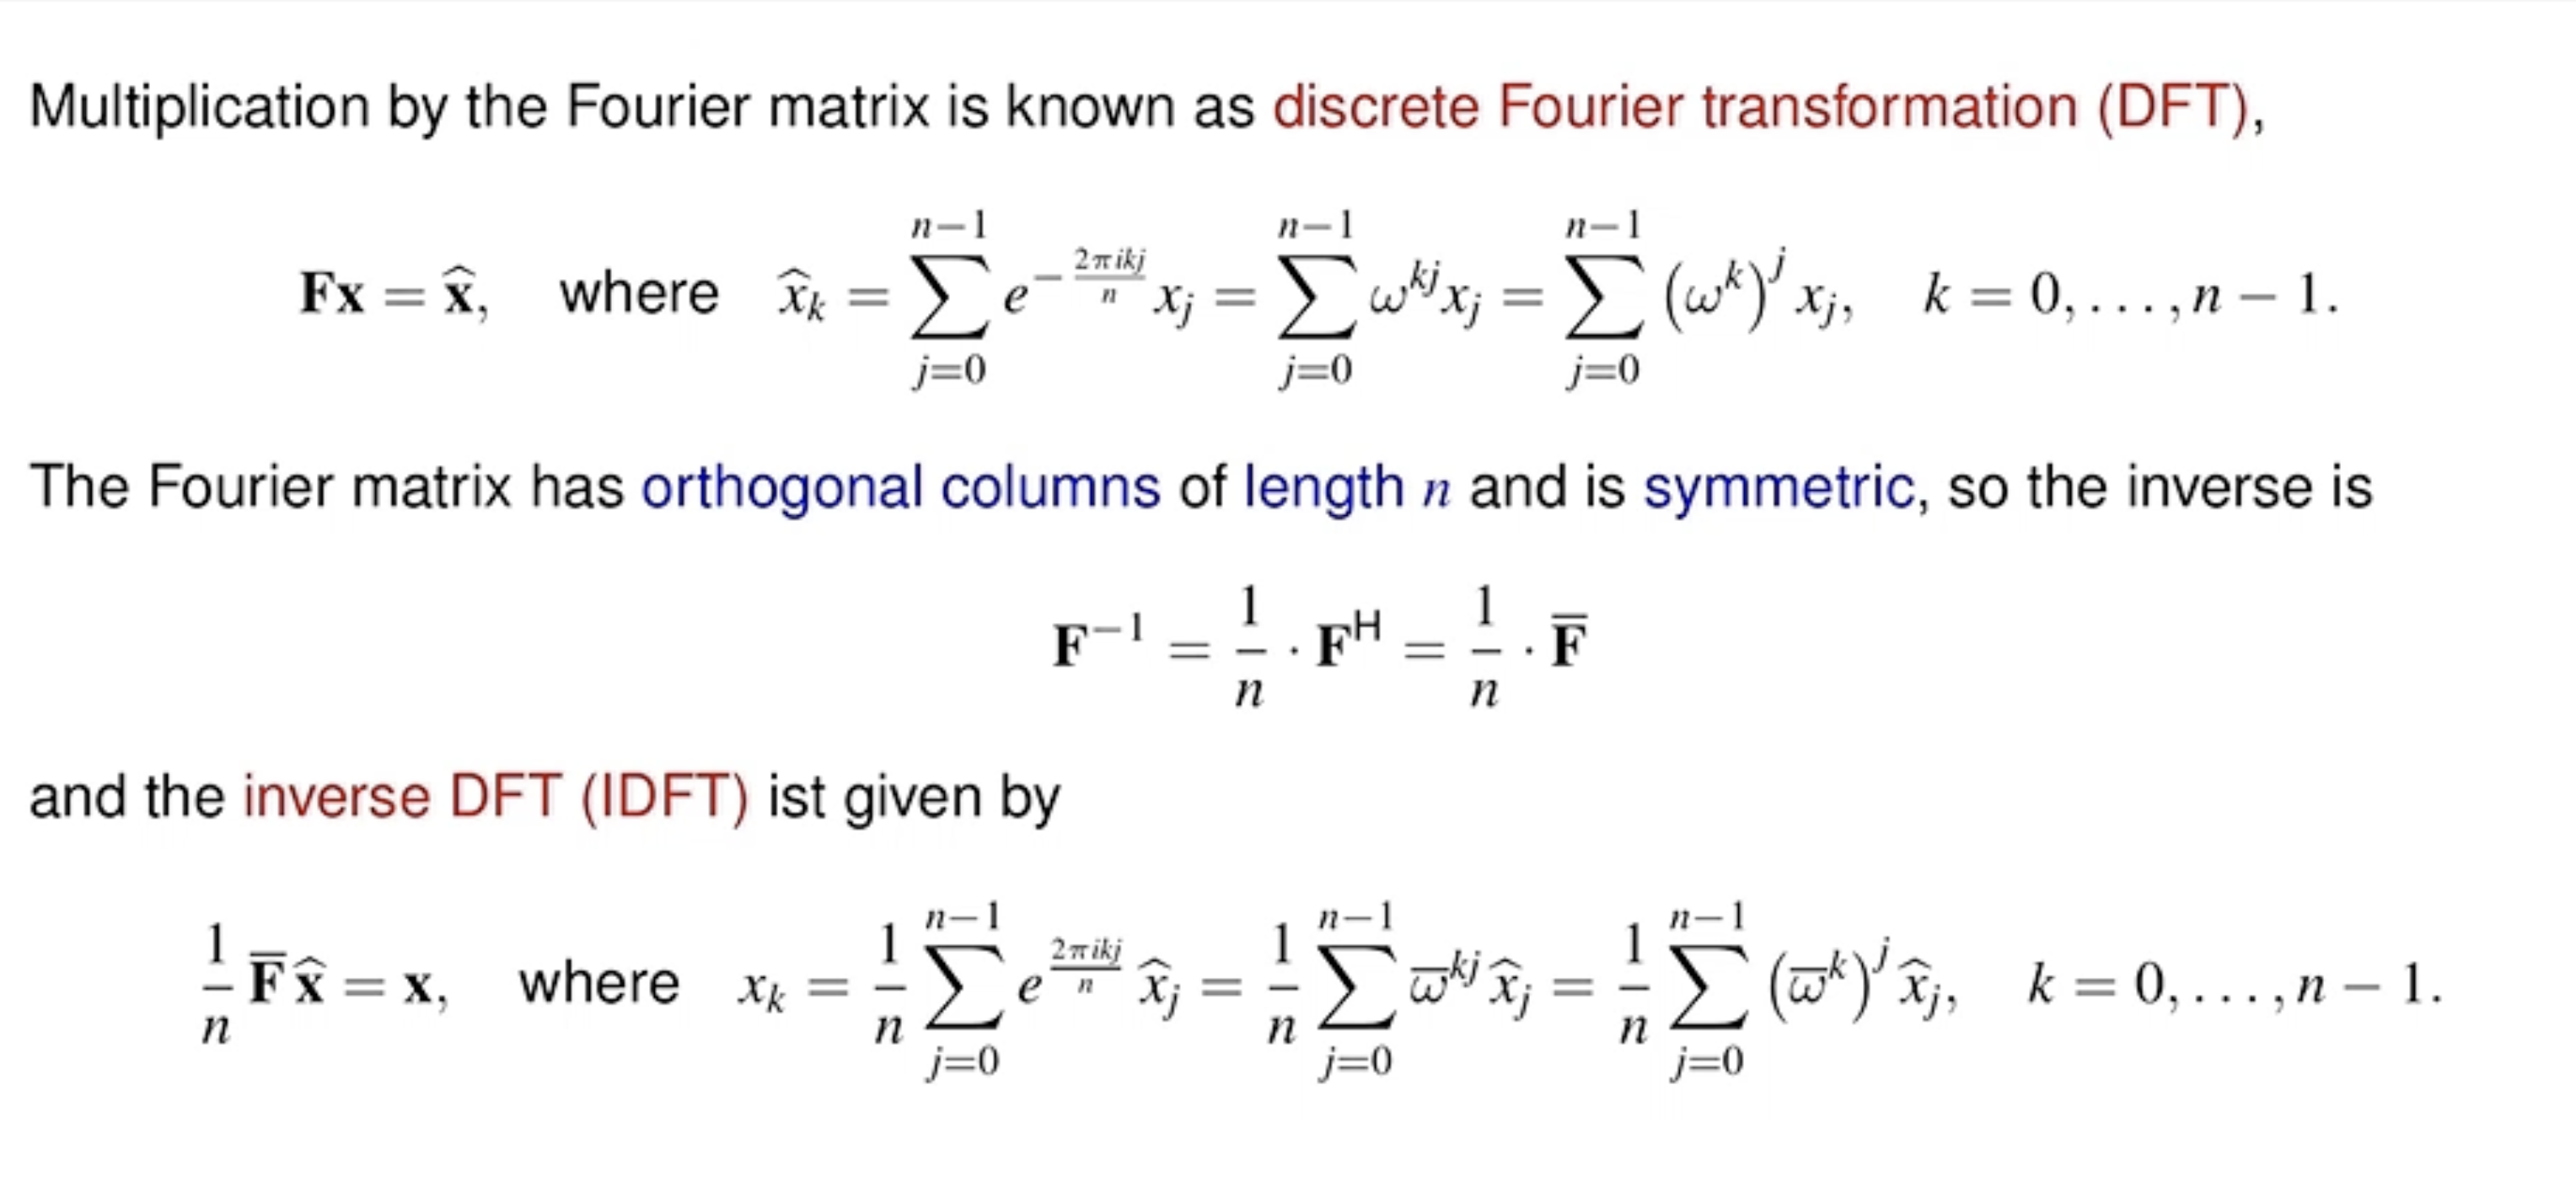 Multiplication by the Fourier matrix is known as discrete Fourier transformation (DFT),
$\mathbf{F}\mathbf{x} = \widehat{\mathbf{x}}, \quad \text{where} \quad \widehat{x}_k = \sum_{j=0}^{n-1} e^{-\frac{2\pi ikj}{n}} x_j = \sum_{j=0}^{n-1} \omega^{kj} x_j = \sum_{j=0}^{n-1} (\omega^k)^j x_j, \quad k = 0, \ldots, n-1.$
The Fourier matrix has orthogonal columns of length n and is symmetric, so the inverse is
$\mathbf{F}^{-1} = \frac{1}{n} \cdot \mathbf{F}^{\mathsf{H}} = \frac{1}{n} \cdot \overline{\mathbf{F}}$
and the inverse DFT (IDFT) ist given by
$\frac{1}{n} \overline{\mathbf{F}} \widehat{\mathbf{x}} = \mathbf{x}, \quad \text{where} \quad x_k = \frac{1}{n} \sum_{j=0}^{n-1} e^{\frac{2\pi ikj}{n}} \widehat{x}_j = \frac{1}{n} \sum_{j=0}^{n-1} \overline{\omega}^{kj} \widehat{x}_j = \frac{1}{n} \sum_{j=0}^{n-1} (\overline{\omega}^k)^j \widehat{x}_j, \quad k = 0, \ldots, n-1.$